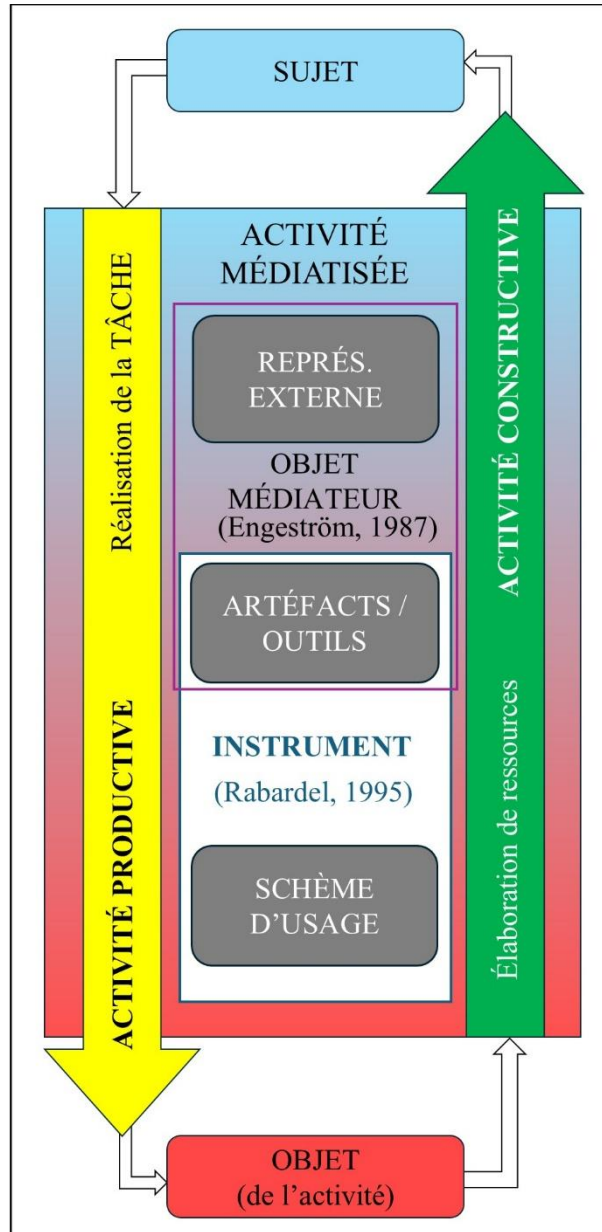 SUJET
ACTIVITÉ
MÉDIATISÉE
Réalisation de la TÂCHE
ACTIVITÉ PRODUCTIVE
REPRÉS.
EXTERNE
OBJET
MÉDIATEUR
(Engeström, 1987)
ARTÉFACTS /
OUTILS
INSTRUMENT
(Rabardel, 1995)
SCHÈME
D’USAGE
ACTIVITÉ CONSTRUCTIVE
Élaboration de ressources
OBJET
(de l’activité)